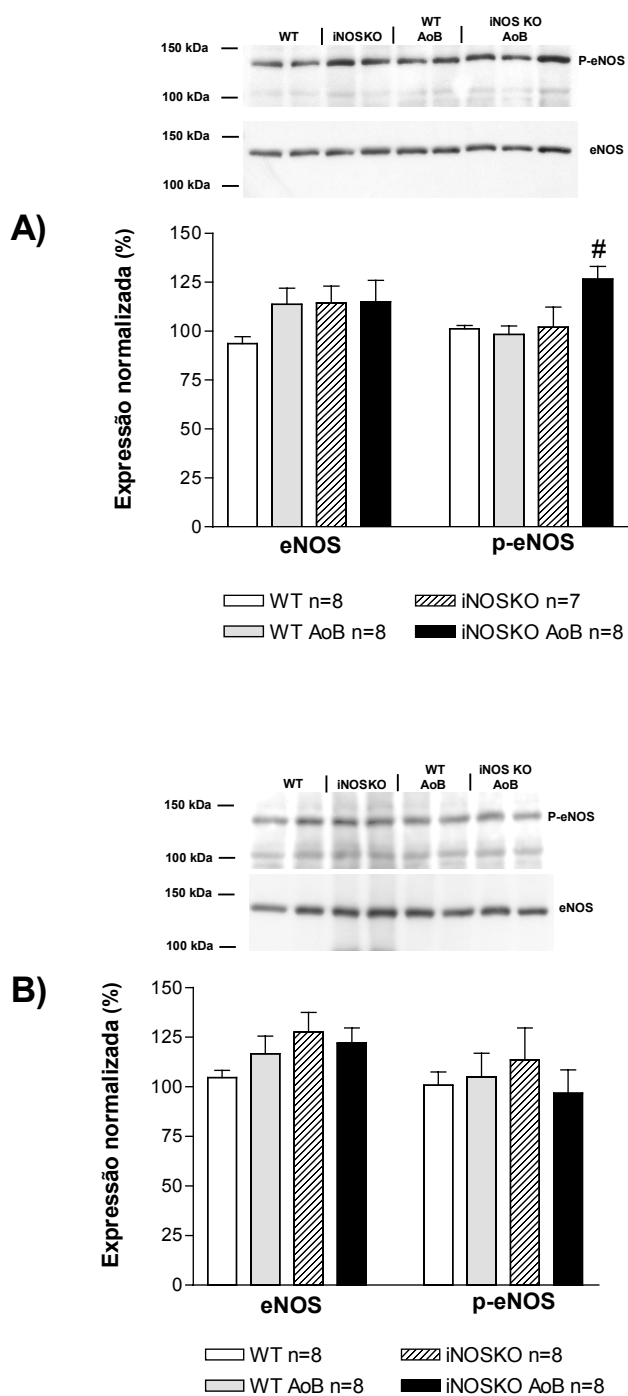 WT | iNOSKO | WT AoB | iNOS KO AoB
150 kDa
P-eNOS
100 kDa
150 kDa
eNOS
100 kDa
A)
Expressão normalizada (%)
150
125
100
75
50
25
0
#
eNOS p-eNOS
WT n=8 iNOSKO n=7
WT AoB n=8 iNOSKO AoB n=8
WT | iNOSKO | WT AoB | iNOS KO AoB
150 kDa
P-eNOS
100 kDa
150 kDa
eNOS
100 kDa
B)
Expressão normalizada (%)
150
125
100
75
50
25
0
eNOS p-eNOS
WT n=8 iNOSKO n=8
WT AoB n=8 iNOSKO AoB n=8